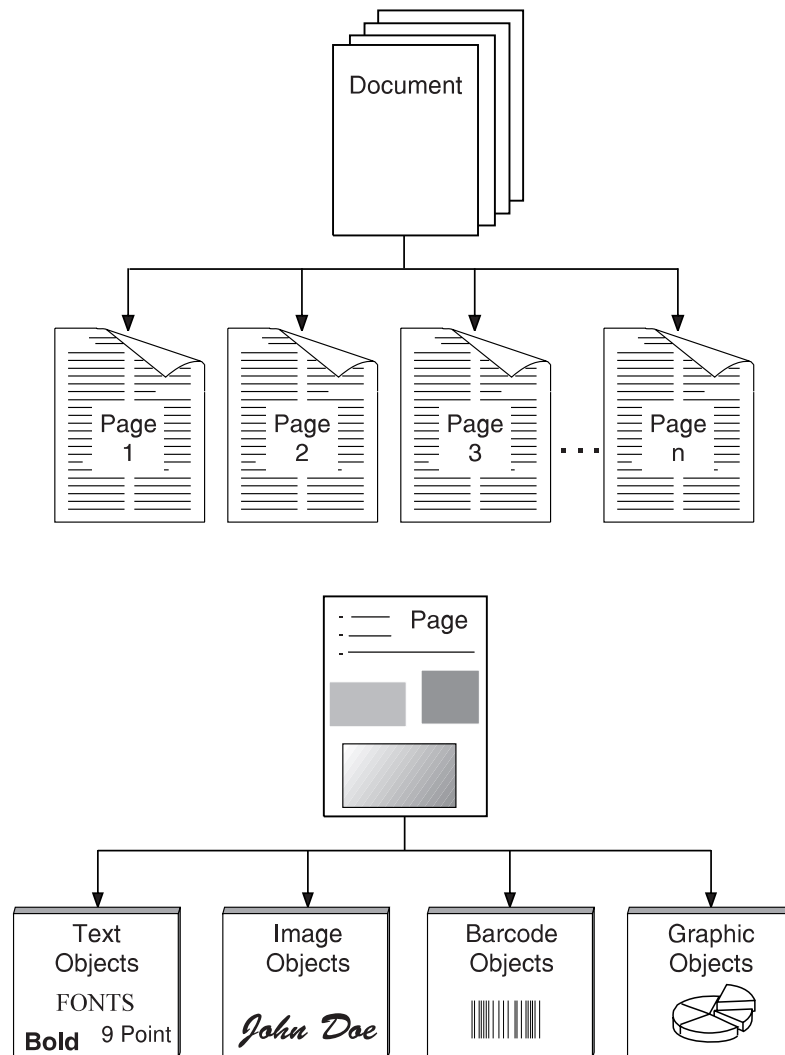 Document
Page
1
Page
2
Page
3
. . .
Page
n
Page
Text
Objects
FONTS
Bold 9 Point
Image
Objects
John Doe
Barcode
Objects
Graphic
Objects